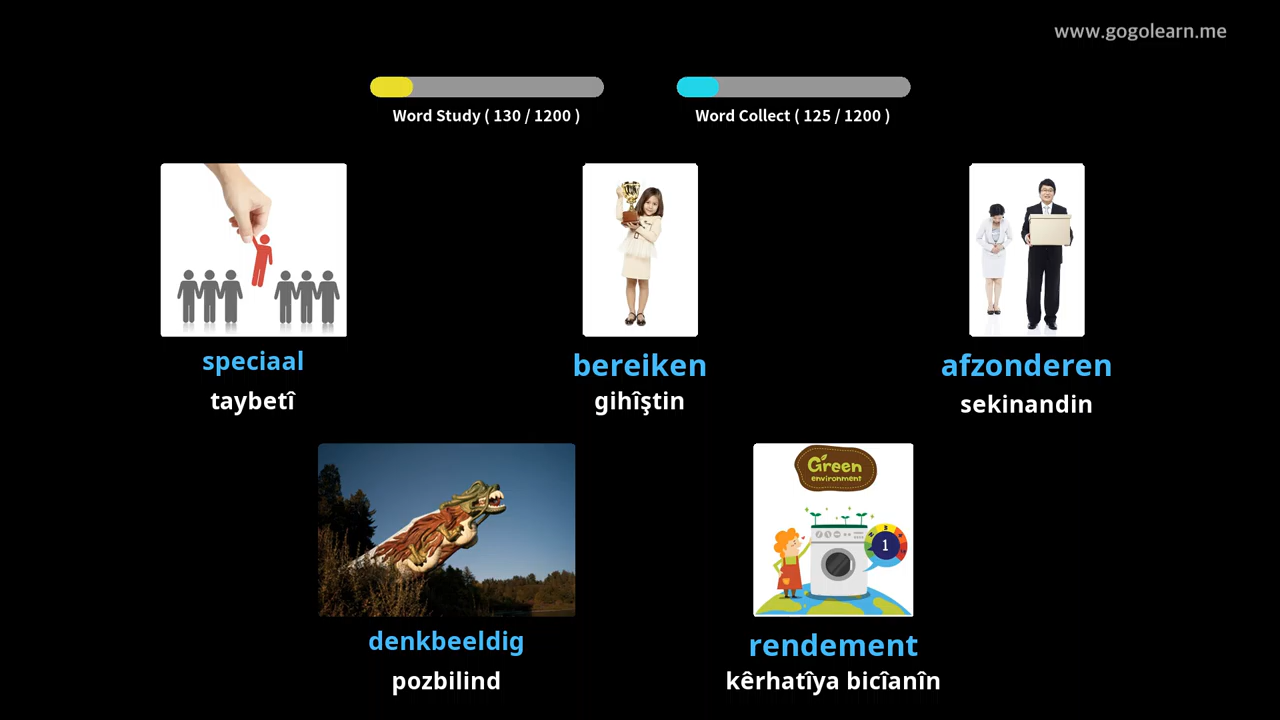 www.gogolearn.me
Word Study ( 130 / 1200 )
Word Collect ( 125 / 1200 )
speciaal
taybetî
bereiken
gihîştin
afzonderen
sekinandin
Green
environment
1
denkbeeldig
pozbilind
rendement
kêrhatîya bicîanîn